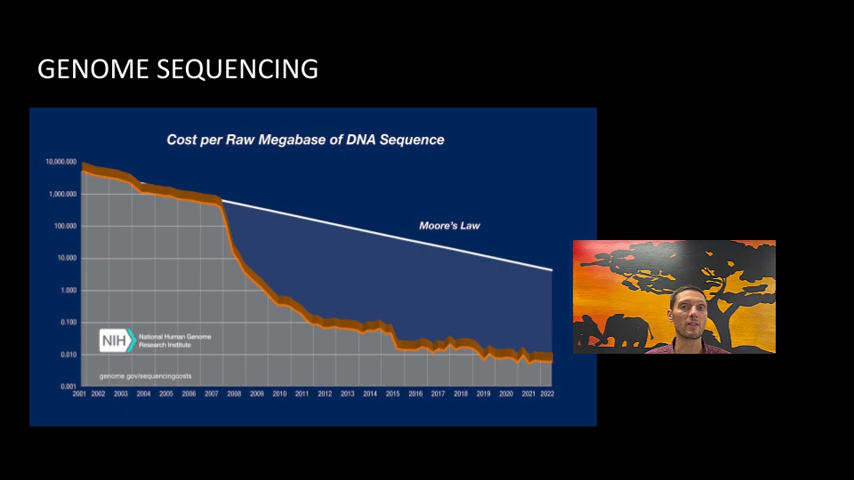 GENOME SEQUENCING
Cost per Raw Megabase of DNA Sequence
10,000.000
1,000.000
100.000
10.000
1.000
0.100
0.010
0.001
Moore's Law
NIH
National Human Genome
Research Institute
genome.gov/sequencingcosts
2001 2002 2003 2004 2005 2006 2007 2008 2009 2010 2011 2012 2013 2014 2015 2016 2017 2018 2019 2020 2021 2022